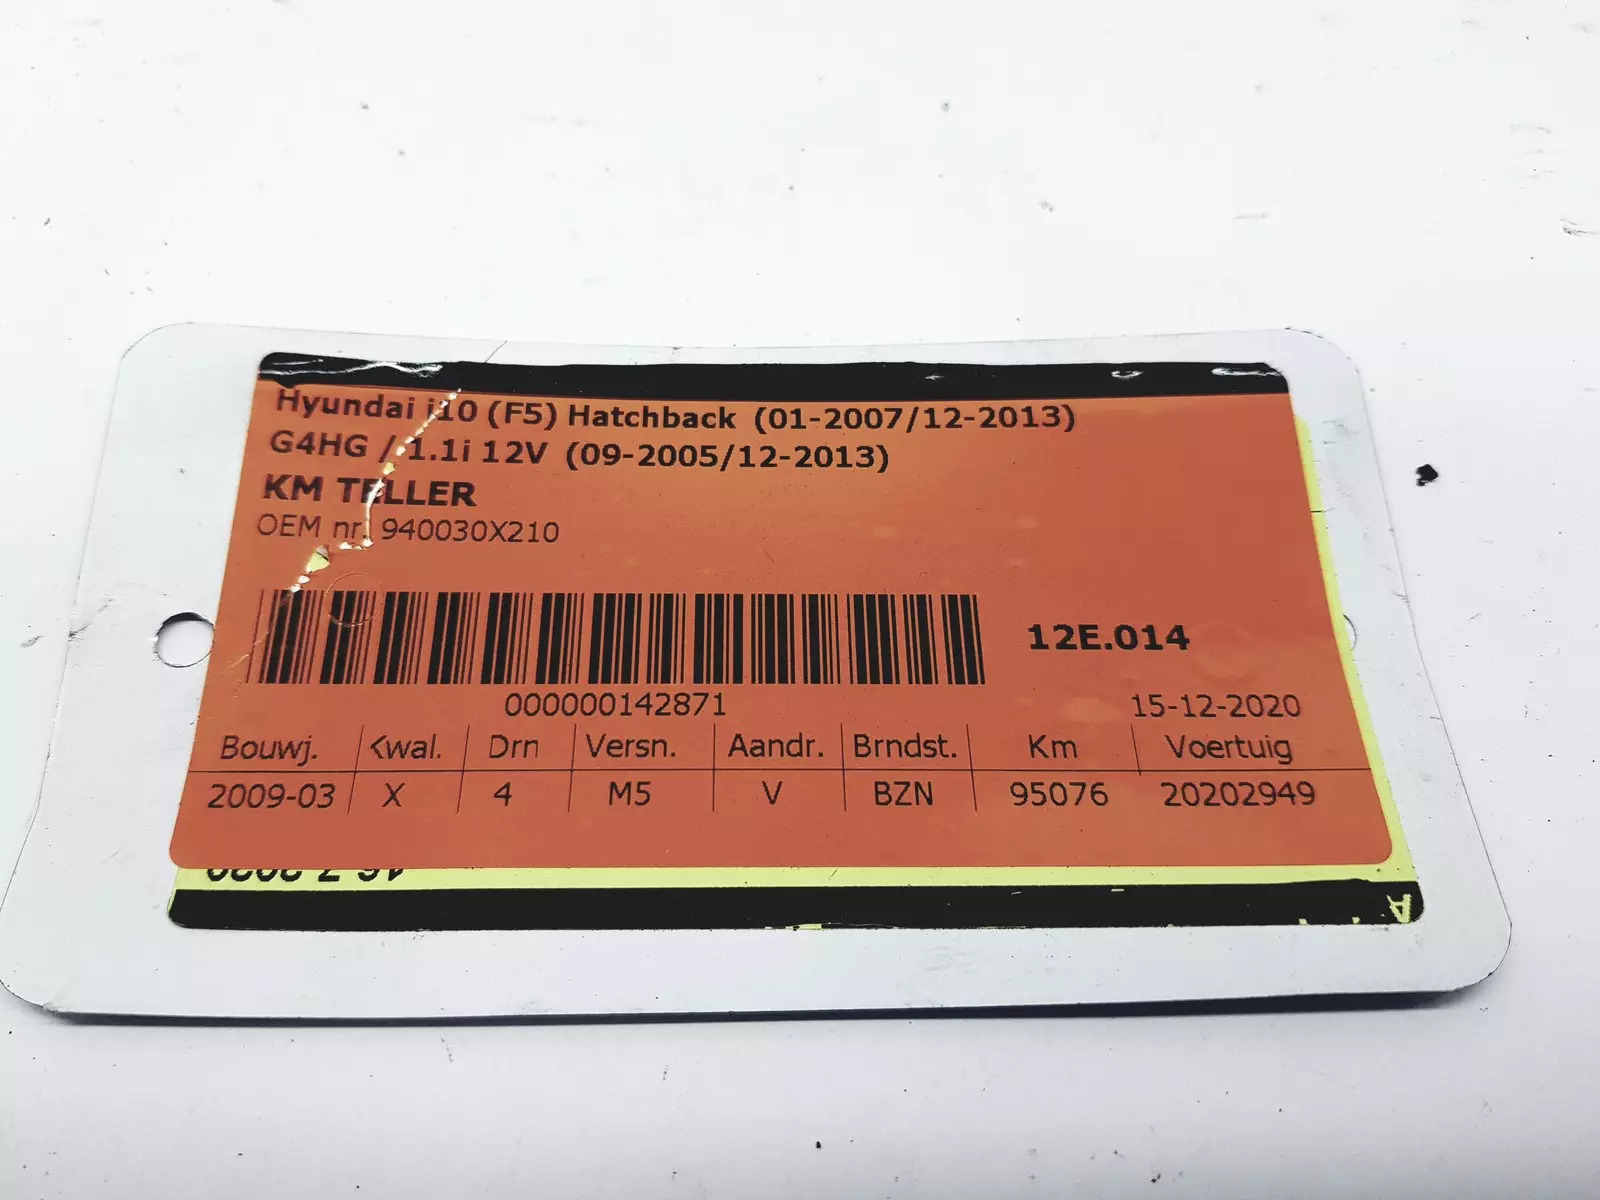 Hyundai i10 (F5) Hatchback (01-2007/12-2013)
G4HG / 1.1i 12V (09-2005/12-2013)
KM TELLER
OEM nr. 940030X210
12E.014
000000142871
15-12-2020
Bouwj. Kwal. Drn Versn. Aandr. Brndst. Km Voertuig
2009-03 X 4 M5 V BZN 95076 20202949